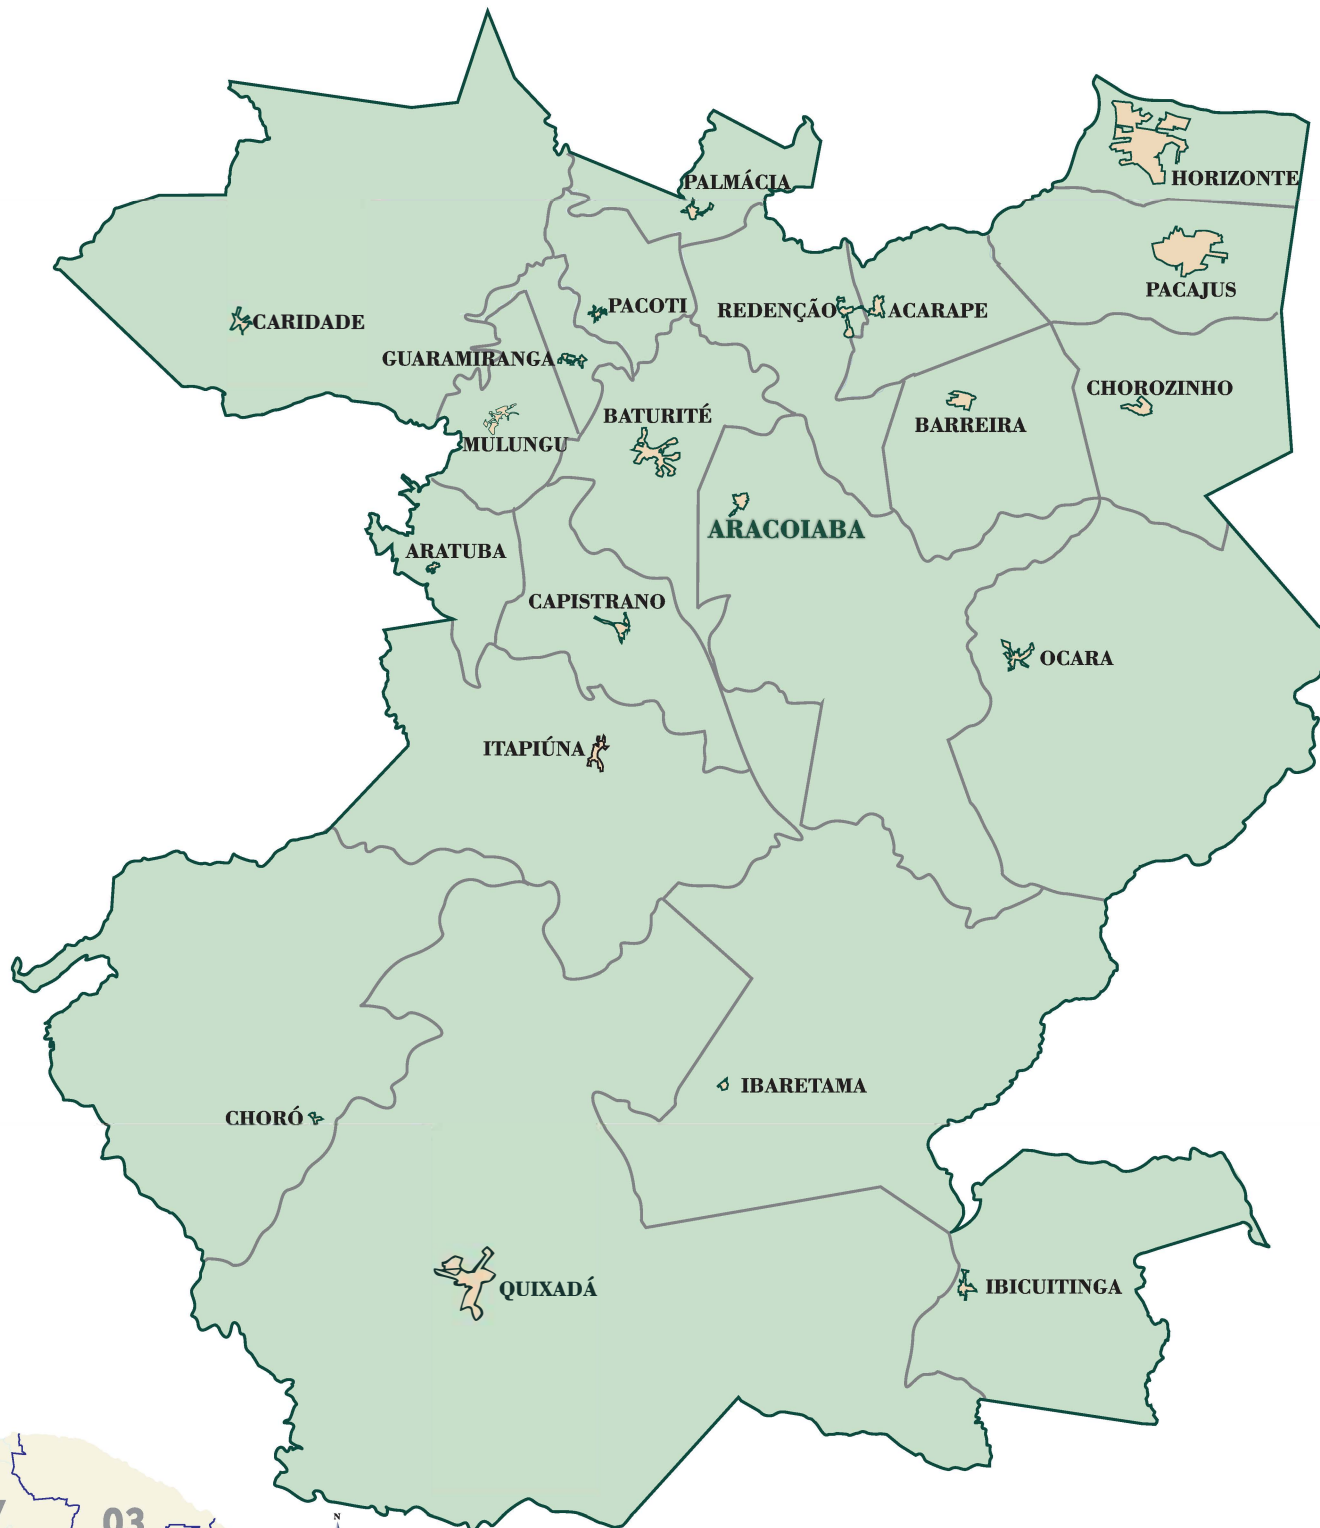 PALMÁCIA
HORIZONTE
PACAJUS
PACOTI
REDENÇÃO
ACARAPE
CARIDADE
GUARAMIRANGA
CHOROZINHO
BATURITÉ
BARREIRA
MULUNGU
ARACOIABA
ARATUBA
CAPISTRANO
OCARA
ITAPIÚNA
IBARETAMA
CHORÓ
QUIXADÁ
IBICUITINGA
03
N